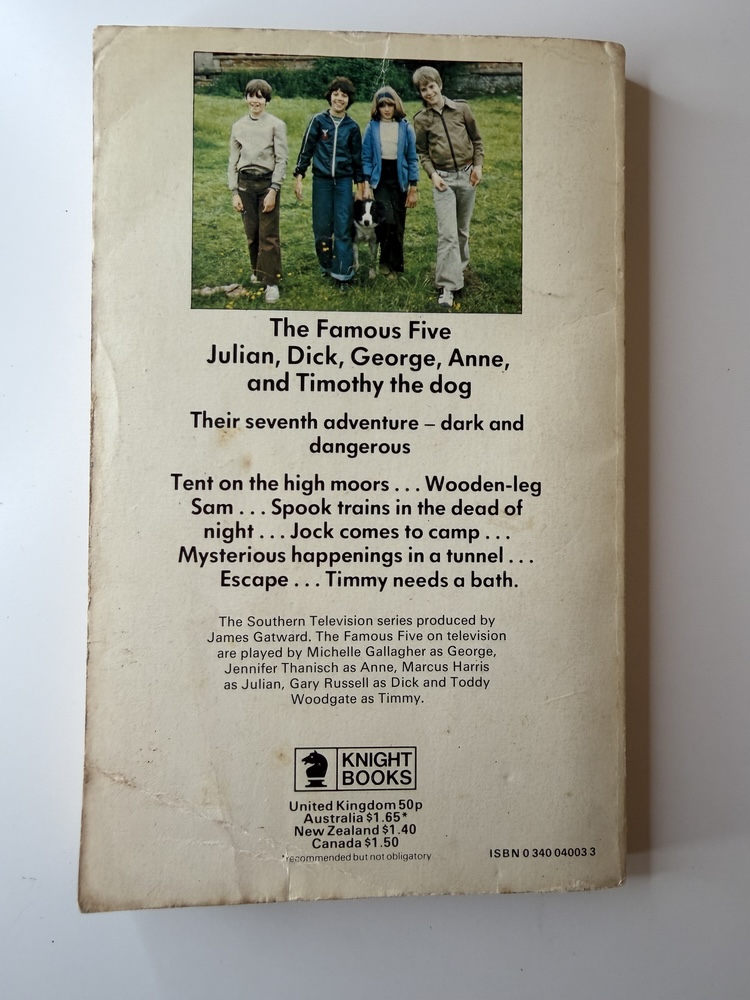 The Famous Five
Julian, Dick, George, Anne,
and Timothy the dog
Their seventh adventure – dark and
dangerous
Tent on the high moors . . . Wooden-leg
Sam . . . Spook trains in the dead of
night . . . Jock comes to camp . . .
Mysterious happenings in a tunnel . . .
Escape . . . Timmy needs a bath.
The Southern Television series produced by
James Gatward. The Famous Five on television
are played by Michelle Gallagher as George,
Jennifer Thanisch as Anne, Marcus Harris
as Julian, Gary Russell as Dick and Toddy
Woodgate as Timmy.
KNIGHT
BOOKS
United Kingdom 50p
Australia $1.65*
New Zealand $1.40
Canada $1.50
*recommended but not obligatory
ISBN 0 340 04003 3